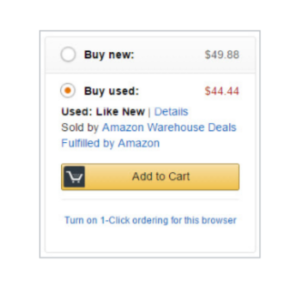 Buy new: $49.88
Buy used: $44.44
Used: Like New | Details
Sold by Amazon Warehouse Deals
Fulfilled by Amazon
Add to Cart
Turn on 1-Click ordering for this browser